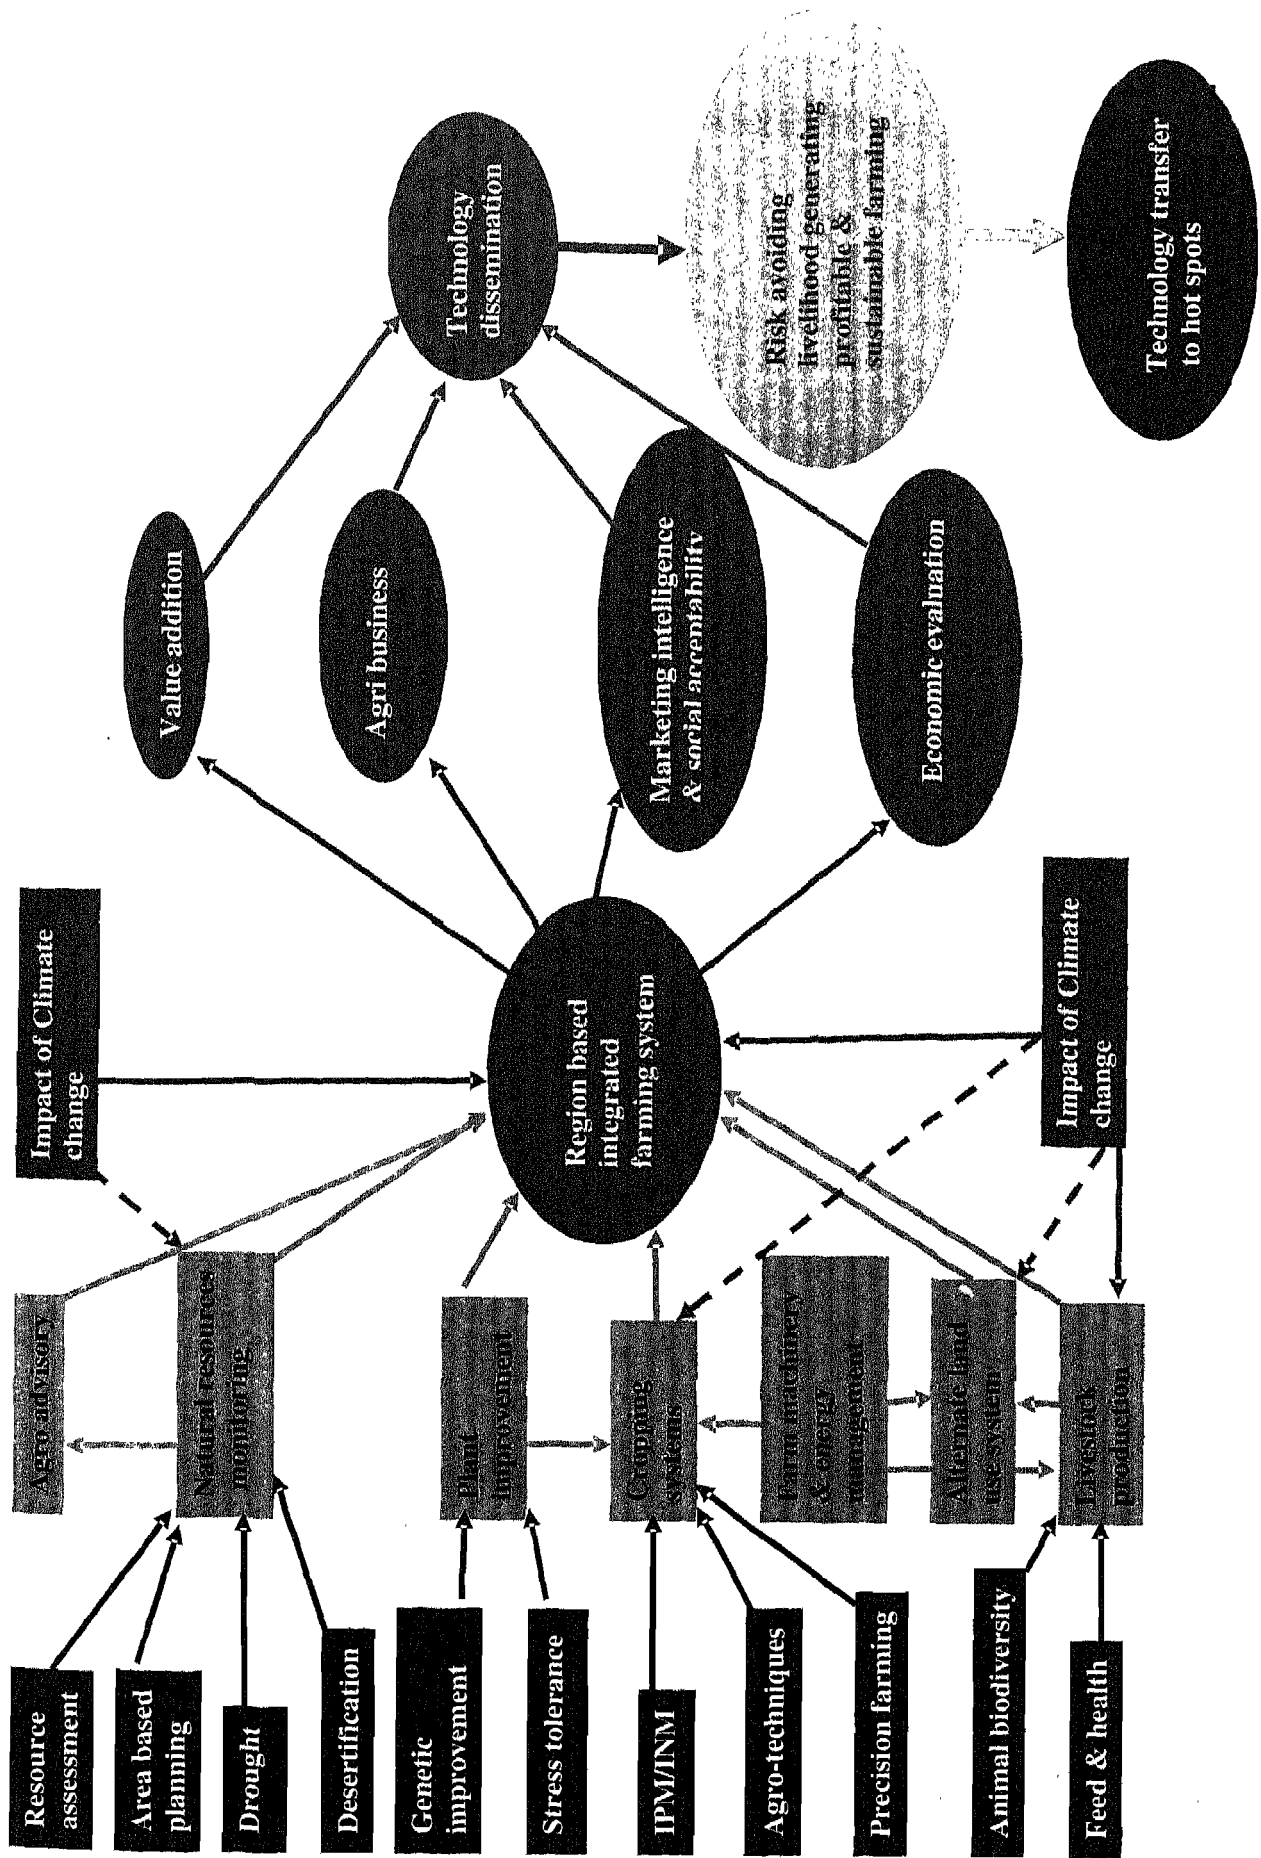 Resource
assessment
Area based
planning
Drought
Desertification
Genetic
improvement
Stress tolerance
IPM/INM
Agro-techniques
Precision farming
Animal biodiversity
Feed & health
Agro advisory
Natural resources
monitoring
Plant
improvement
Cropping
systems
Farm machinery
& energy
management
Alternate land
use system
Livestock
production
Impact of Climate
change
Region based
integrated
farming system
Impact of Climate
change
Value addition
Agri business
Marketing intelligence
& social acceptability
Economic evaluation
Technology
dissemination
Risk avoiding
livelihood generating
profitable &
sustainable farming
Technology transfer
to hot spots